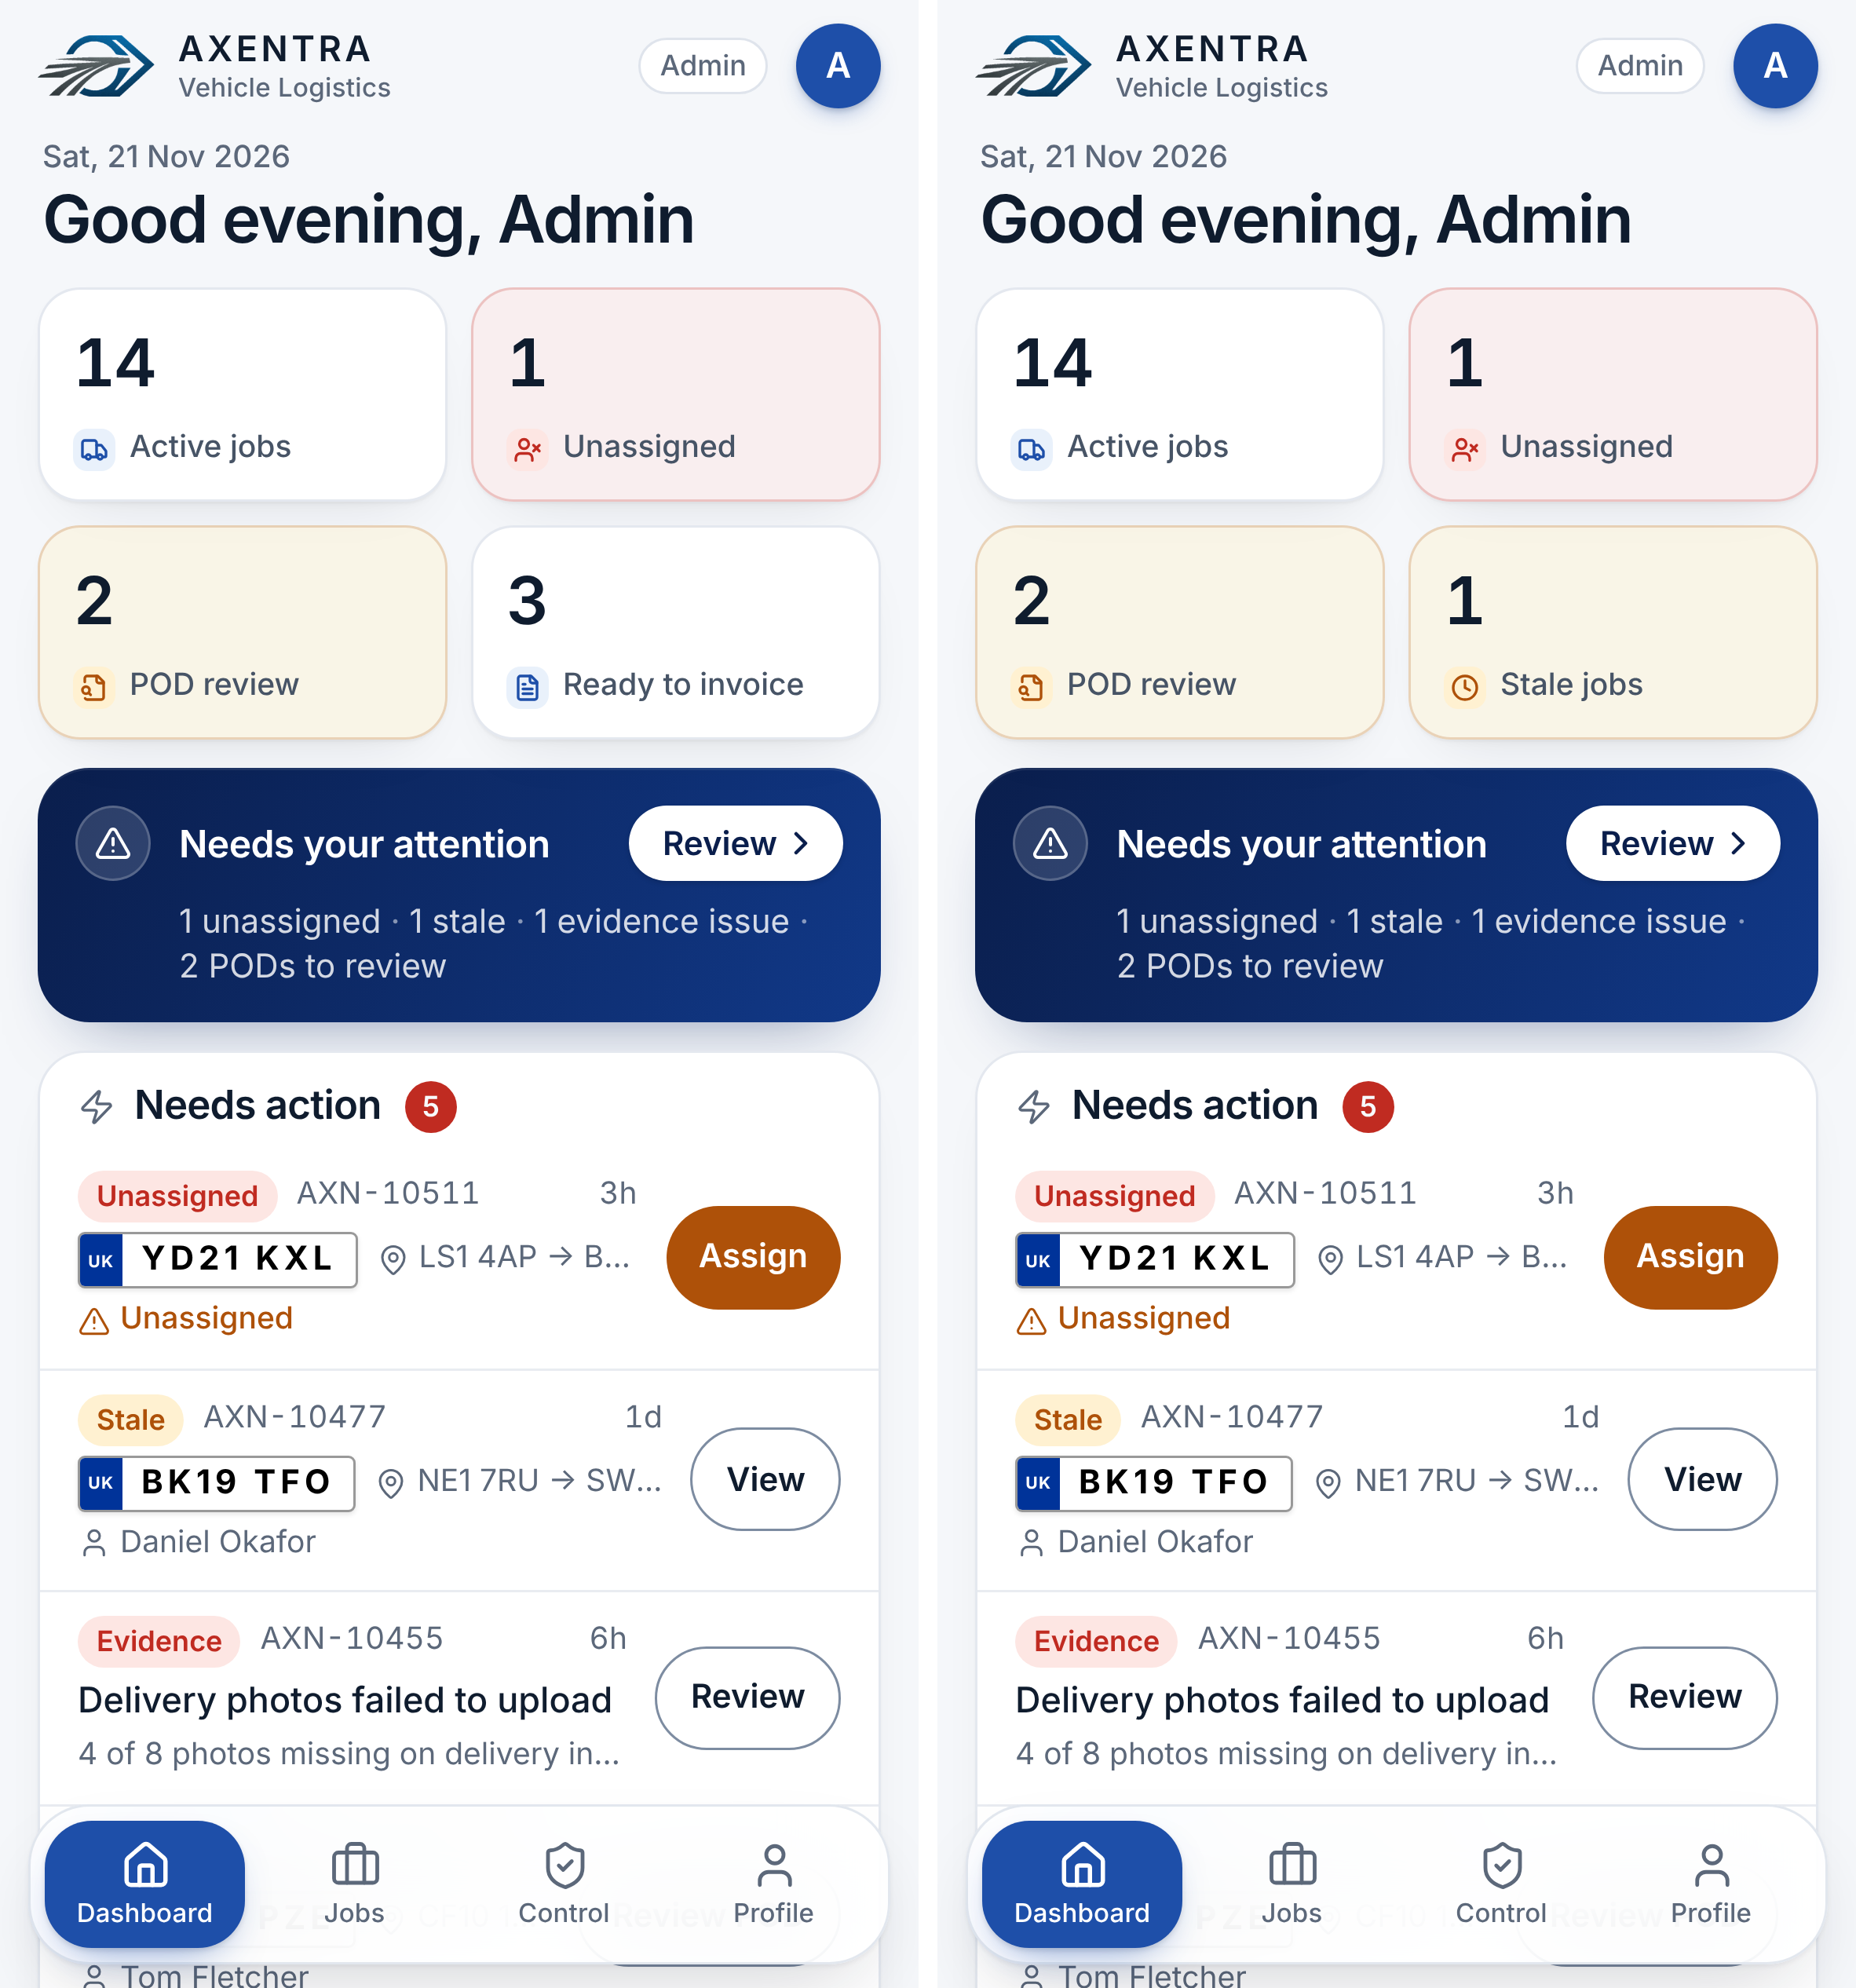 AXENTRA
Vehicle Logistics
Admin
A
Sat, 21 Nov 2026
Good evening, Admin
14
Active jobs
1
Unassigned
2
POD review
3
Ready to invoice
Needs your attention
Review
1 unassigned · 1 stale · 1 evidence issue ·
2 PODs to review
Needs action 5
Unassigned AXN-10511 3h
UK YD21 KXL LS1 4AP → B...
Assign
Unassigned
Stale AXN-10477 1d
UK BK19 TFO NE1 7RU → SW...
View
Daniel Okafor
Evidence AXN-10455 6h
Delivery photos failed to upload
Review
4 of 8 photos missing on delivery in...
Dashboard
Jobs
Control
Profile
Tom Fletcher
AXENTRA
Vehicle Logistics
Admin
A
Sat, 21 Nov 2026
Good evening, Admin
14
Active jobs
1
Unassigned
2
POD review
1
Stale jobs
Needs your attention
Review
1 unassigned · 1 stale · 1 evidence issue ·
2 PODs to review
Needs action 5
Unassigned AXN-10511 3h
UK YD21 KXL LS1 4AP → B...
Assign
Unassigned
Stale AXN-10477 1d
UK BK19 TFO NE1 7RU → SW...
View
Daniel Okafor
Evidence AXN-10455 6h
Delivery photos failed to upload
Review
4 of 8 photos missing on delivery in...
Dashboard
Jobs
Control
Profile
Tom Fletcher